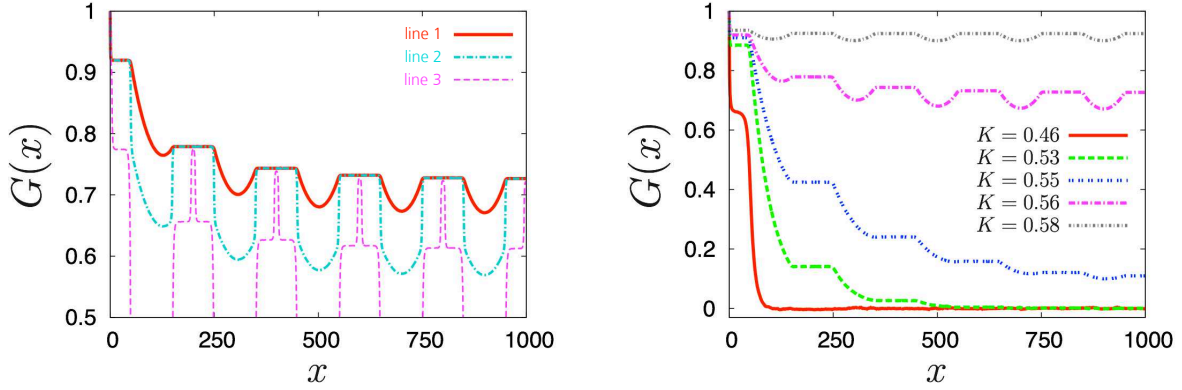 1
0.9
0.8
0.7
0.6
0.5
G(x)
line 1
line 2
line 3
0 250 500 750 1000
x
1
0.8
0.6
0.4
0.2
0
G(x)
K = 0.46
K = 0.53
K = 0.55
K = 0.56
K = 0.58
0 250 500 750 1000
x